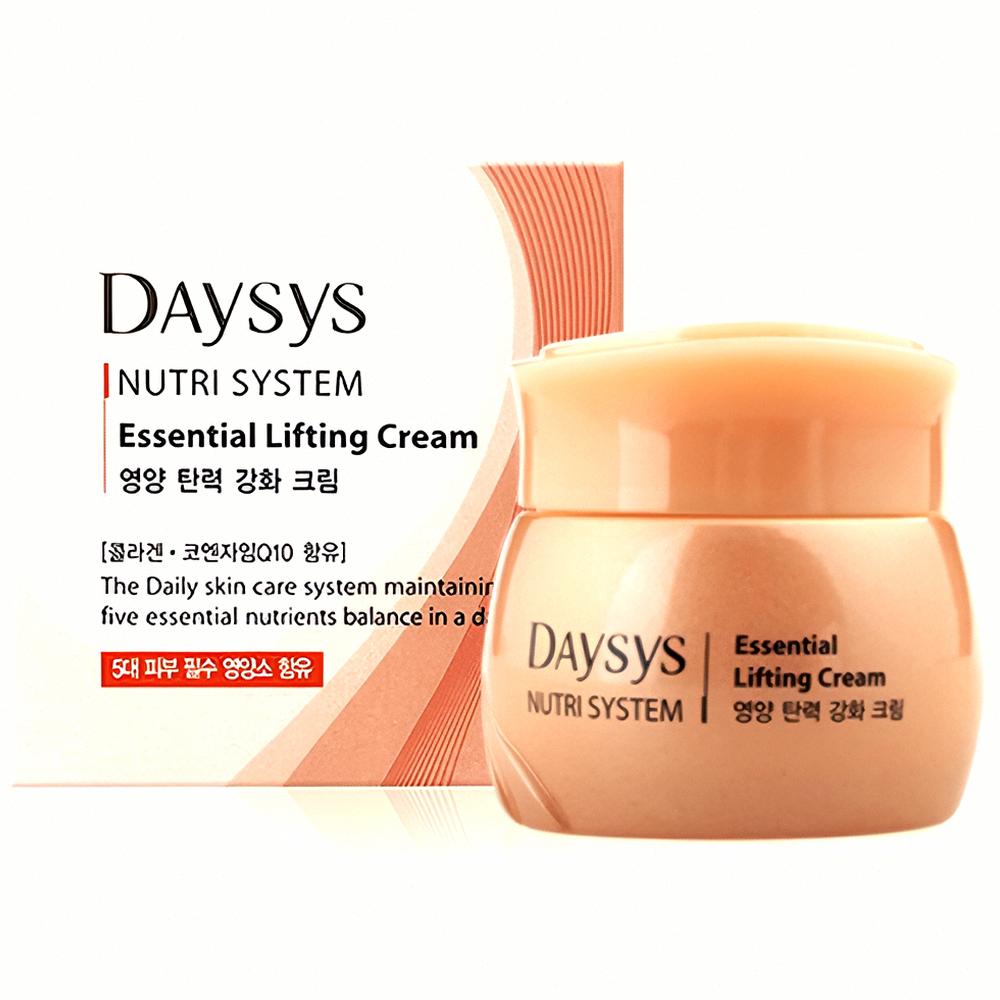 DAYSYS
NUTRI SYSTEM
Essential Lifting Cream
영양 탄력 강화 크림
[콜라겐·코엔자임Q10 함유]
The Daily skin care system maintainin
five essential nutrients balance in a d
5대 피부 필수 영양소 함유
DAYSYS
NUTRI SYSTEM
Essential
Lifting Cream
영양 탄력 강화 크림